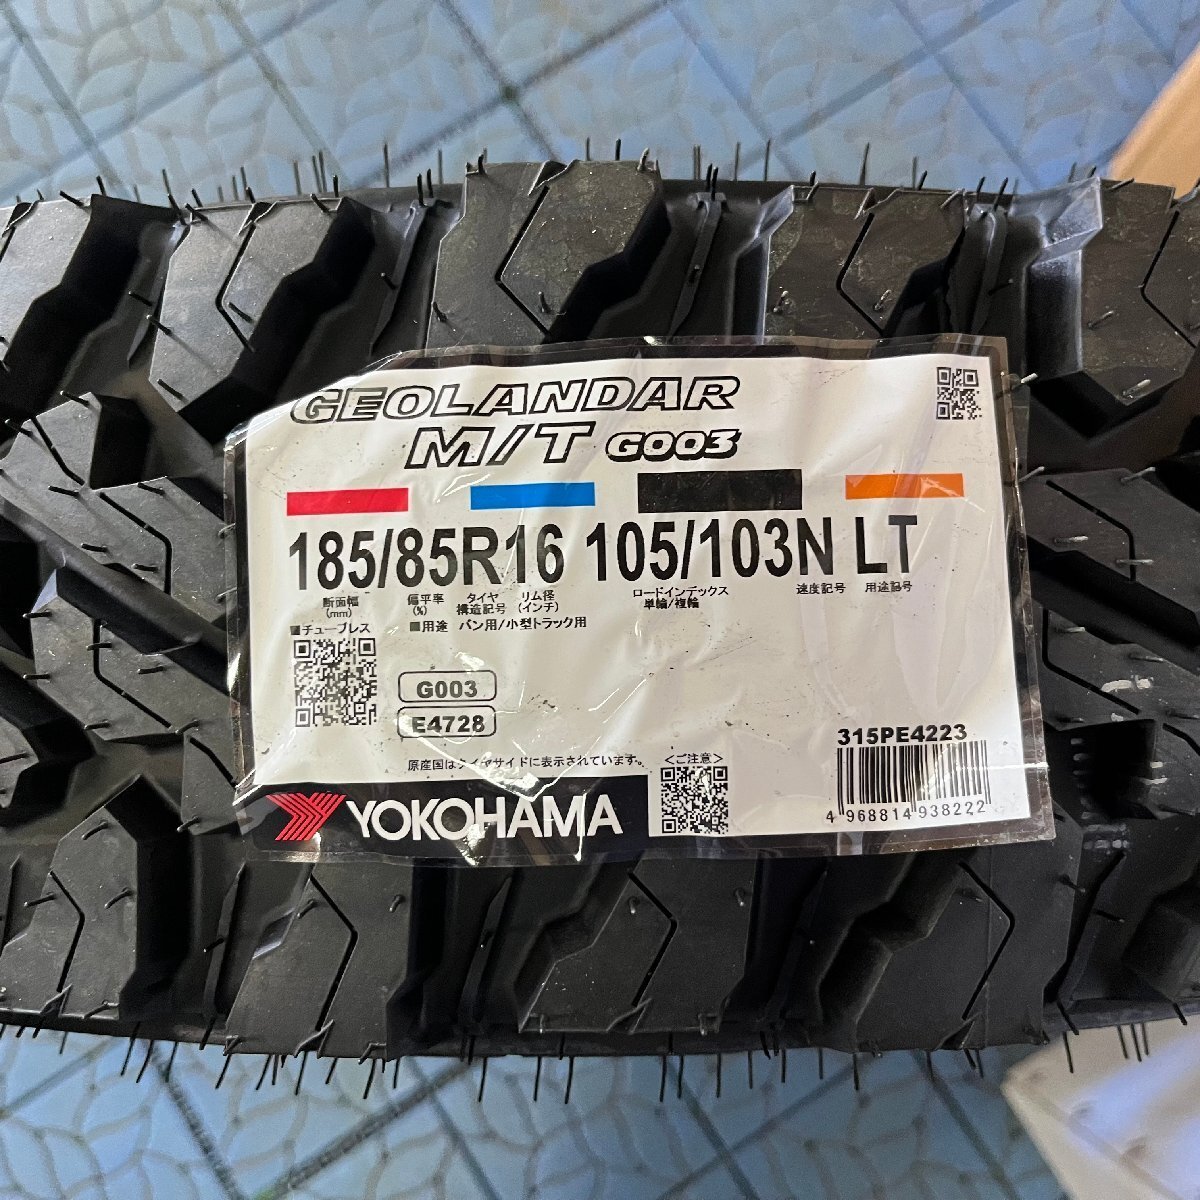 GEOLANDAR
M/T G003
185/85R16 105/103N LT
断面幅 (mm) 偏平率 (%) タイヤ 構造記号 リム径 (インチ) ロードインデックス 単輪/複輪 速度記号 用途記号
■チューブレス ■用途 バン用/小型トラック用
G003
E4728
315PE4223
原産国はタイヤサイドに表示されています。 <ご注意>
YOKOHAMA
4 968814 938222